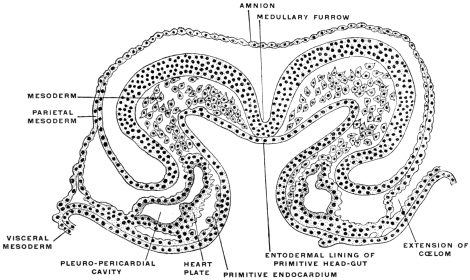 AMNION
MEDULLARY FURROW
MESODERM
PARIETAL
MESODERM
VISCERAL
MESODERM
PLEURO-PERICARDIAL
CAVITY
HEART
PLATE
PRIMITIVE ENDOCARDIUM
ENTODERMAL LINING OF
PRIMITIVE HEAD-GUT
EXTENSION OF
CŒLOM